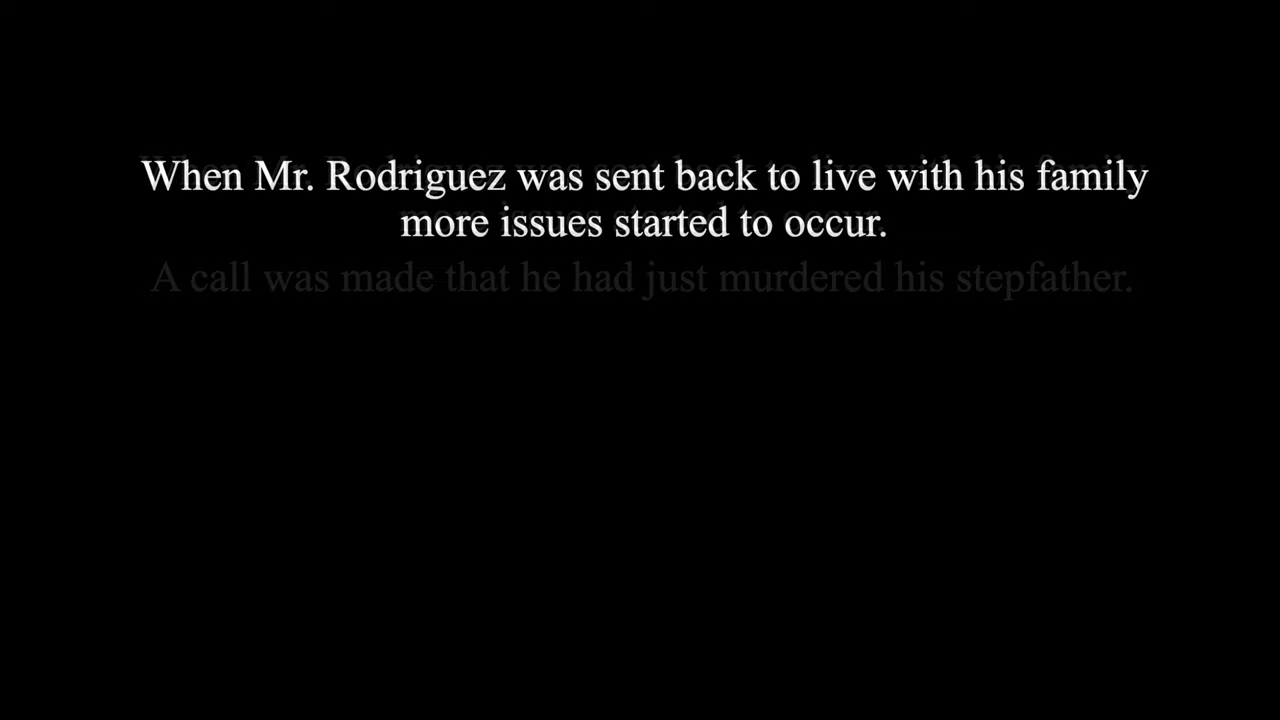 When Mr. Rodriguez was sent back to live with his family
more issues started to occur.
A call was made that he had just murdered his stepfather.